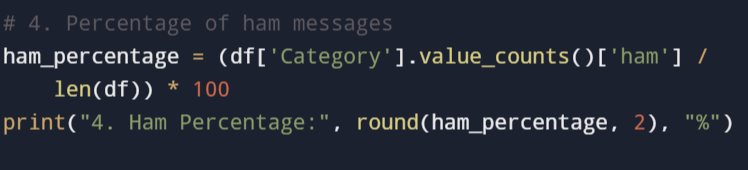 # 4. Percentage of ham messages
ham_percentage = (df['Category'].value_counts()['ham'] /
    len(df)) * 100
print("4. Ham Percentage:", round(ham_percentage, 2), "%")